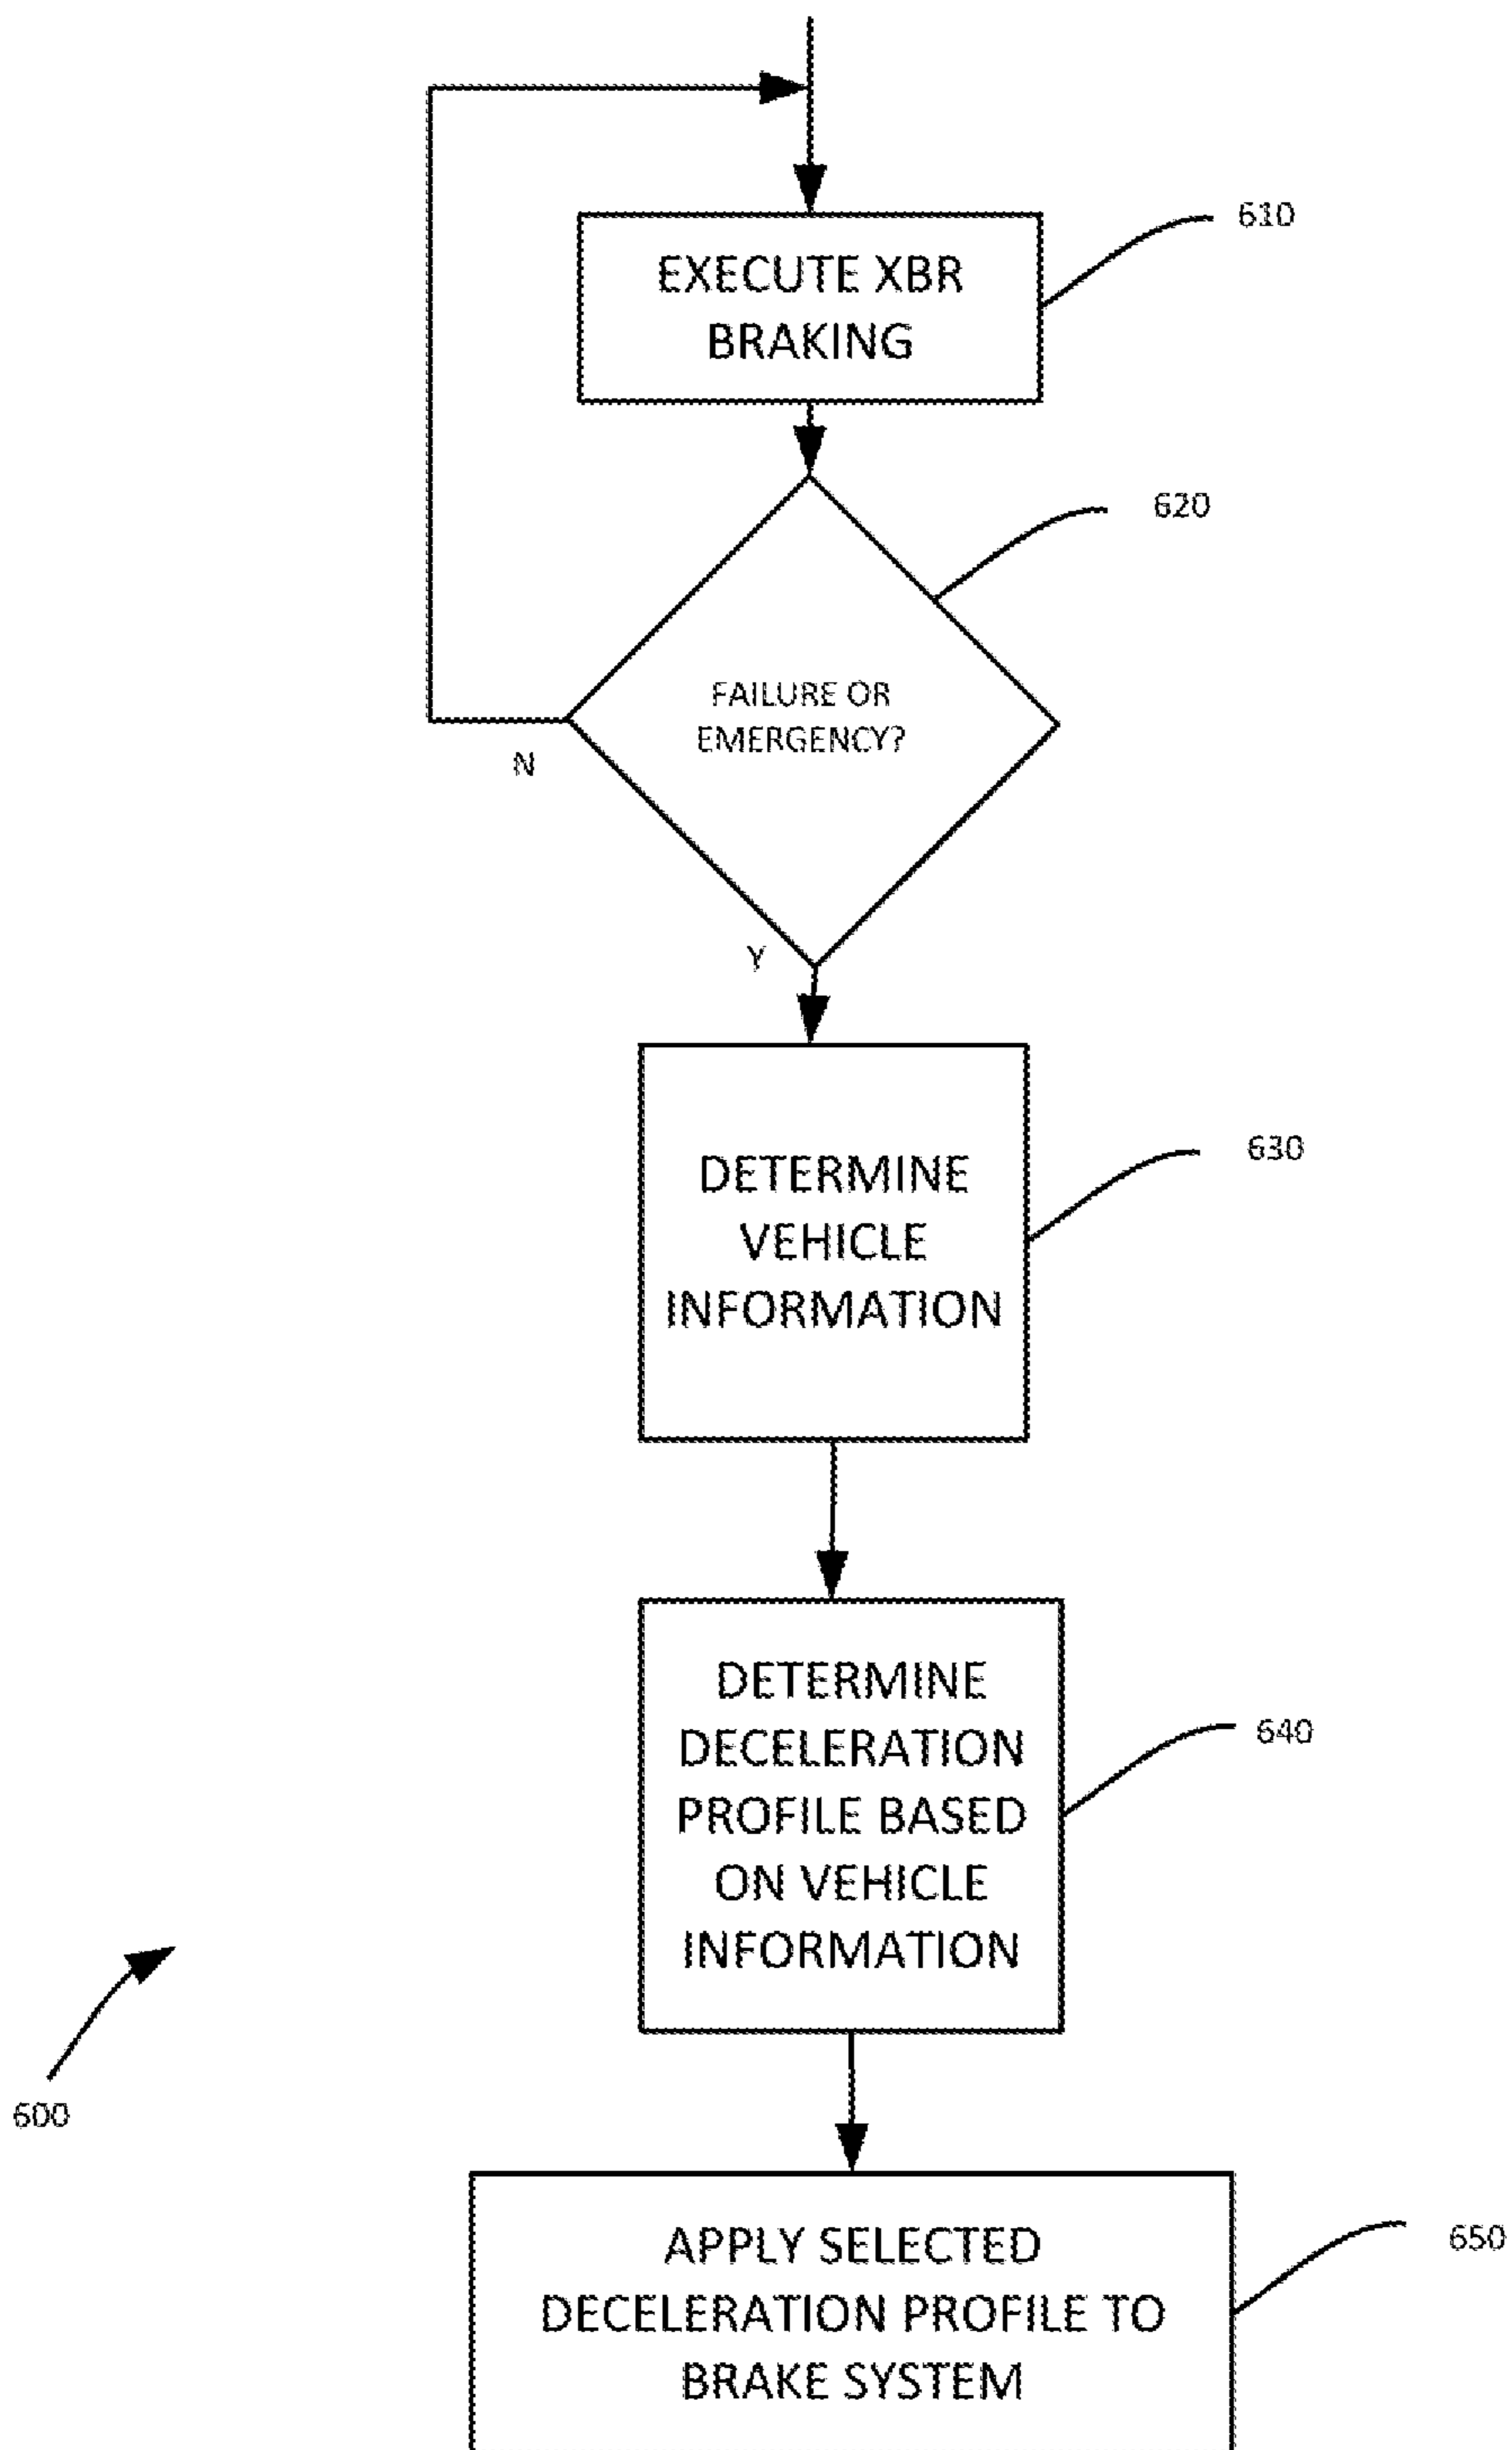 EXECUTE XBR
BRAKING
610
620
FAILURE OR
EMERGENCY?
N
Y
DETERMINE
VEHICLE
INFORMATION
630
DETERMINE
DECELERATION
PROFILE BASED
ON VEHICLE
INFORMATION
640
600
APPLY SELECTED
DECELERATION PROFILE TO
BRAKE SYSTEM
650